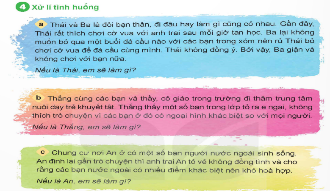 4 Xử lí tình huống
a Thái và Ba là đôi bạn thân, đi đâu hay làm gì cũng có nhau. Gần đây,
Thái rất thích chơi cờ vua với anh trai sau mỗi giờ tan học. Ba lại không
muốn bỏ qua một buổi đá cầu nào với các bạn trong xóm nên rủ Thái bỏ
chơi cờ vua để đá cầu cùng mình. Thái không đồng ý. Bởi vậy, Ba giận và
không chơi với Thái nữa.
Nếu là Thái, em sẽ làm gì?
b Thắng cùng các bạn và thầy, cô giáo trong trường đi thăm trung tâm
nuôi dạy trẻ khuyết tật. Thắng thấy một số bạn trong lớp tỏ ra e ngại, không
thích trò chuyện vì các bạn ở đó có ngoại hình khác biệt so với mọi người.
Nếu là Thắng, em sẽ làm gì?
c Chung cư nơi An ở có một số bạn người nước ngoài sinh sống.
An định lại gần trò chuyện thì anh trai An tỏ vẻ không đồng tình và cho
rằng các bạn nước ngoài có nhiều điểm khác biệt nên khó hoà hợp.
Nếu là An, em sẽ làm gì?